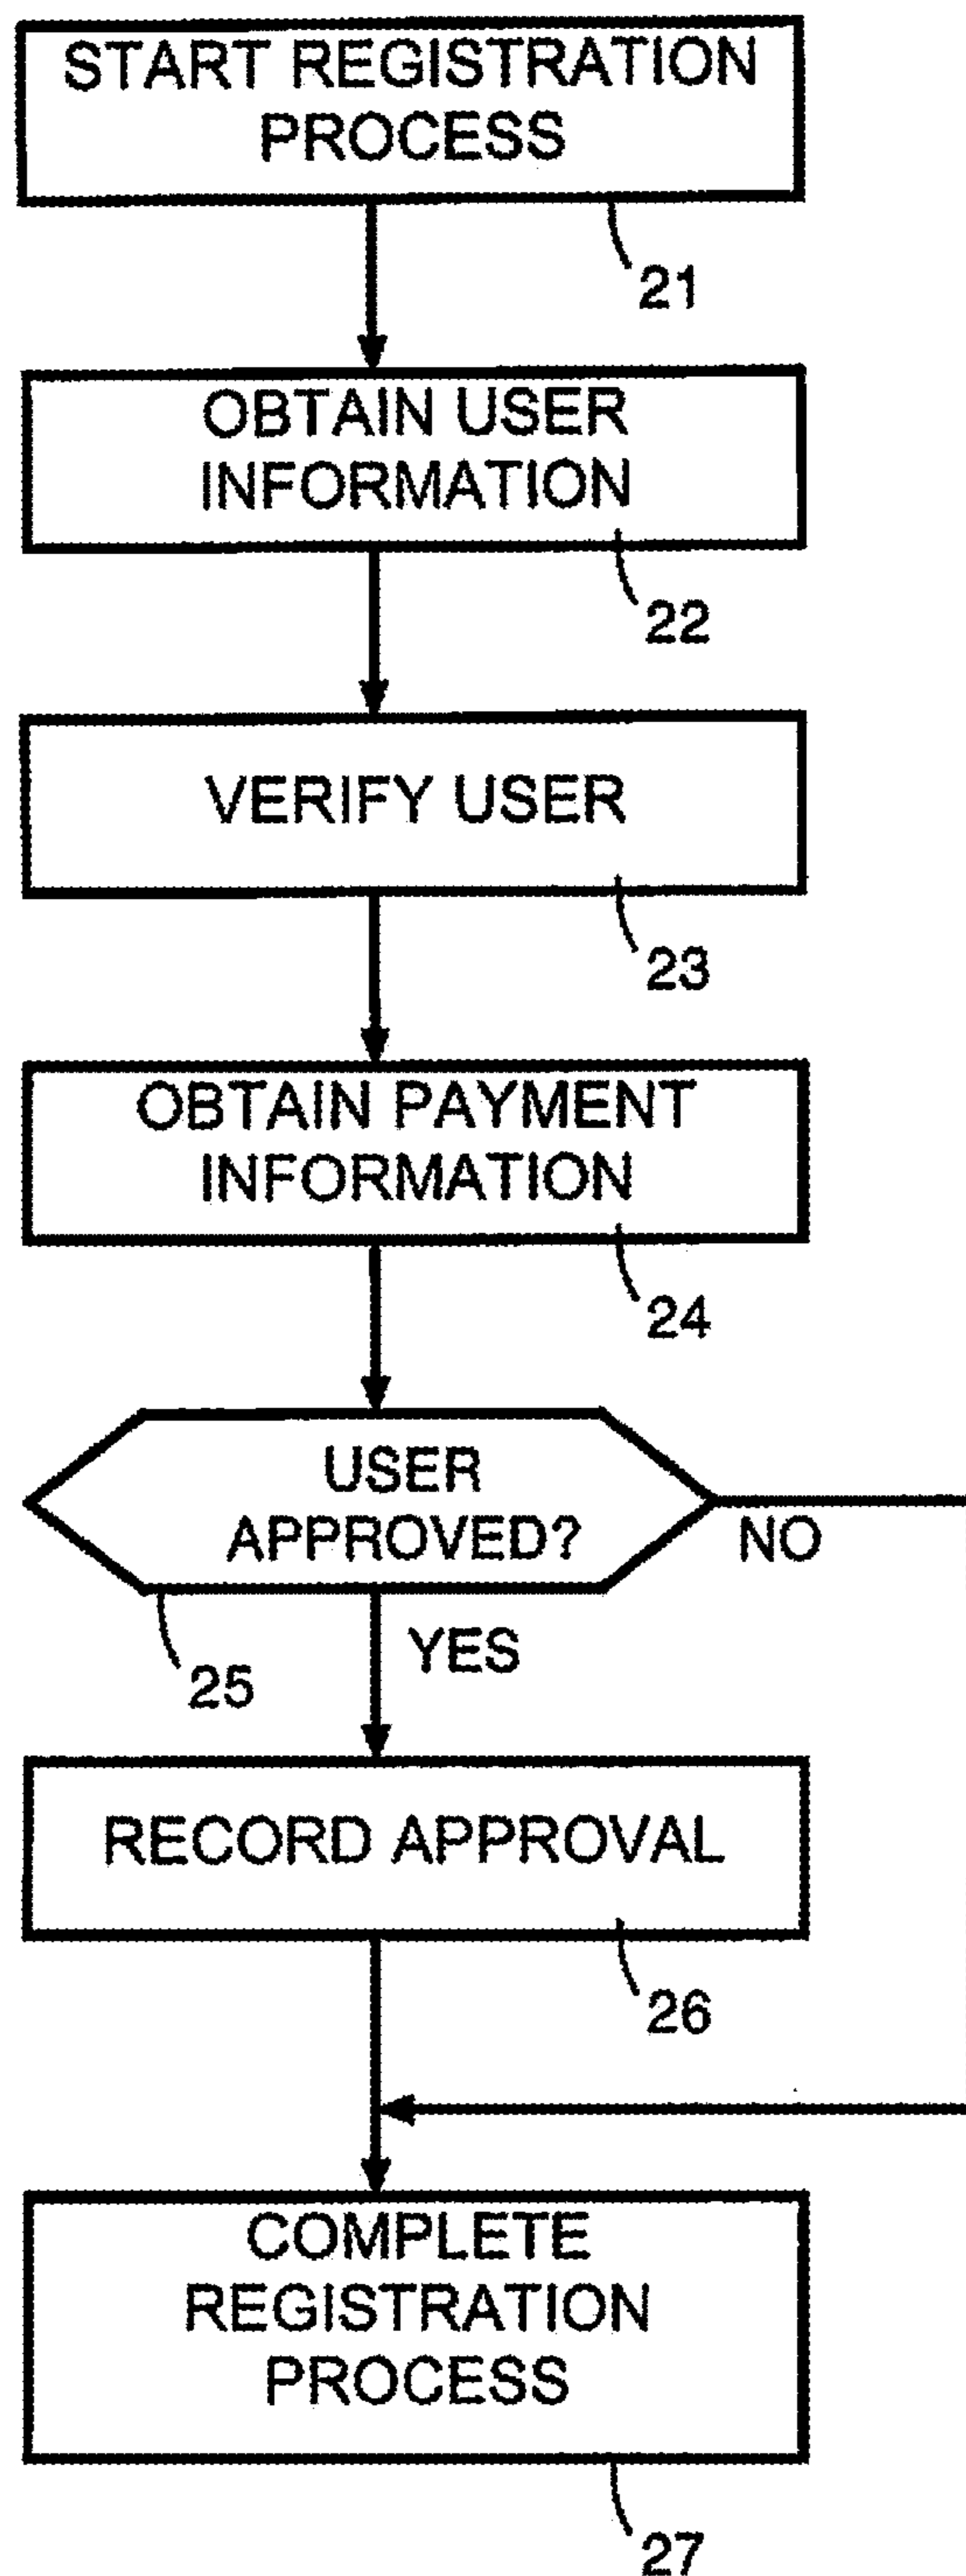 START REGISTRATION
PROCESS
21
OBTAIN USER
INFORMATION
22
VERIFY USER
23
OBTAIN PAYMENT
INFORMATION
24
USER
APPROVED?
NO
YES
25
RECORD APPROVAL
26
COMPLETE
REGISTRATION
PROCESS
27